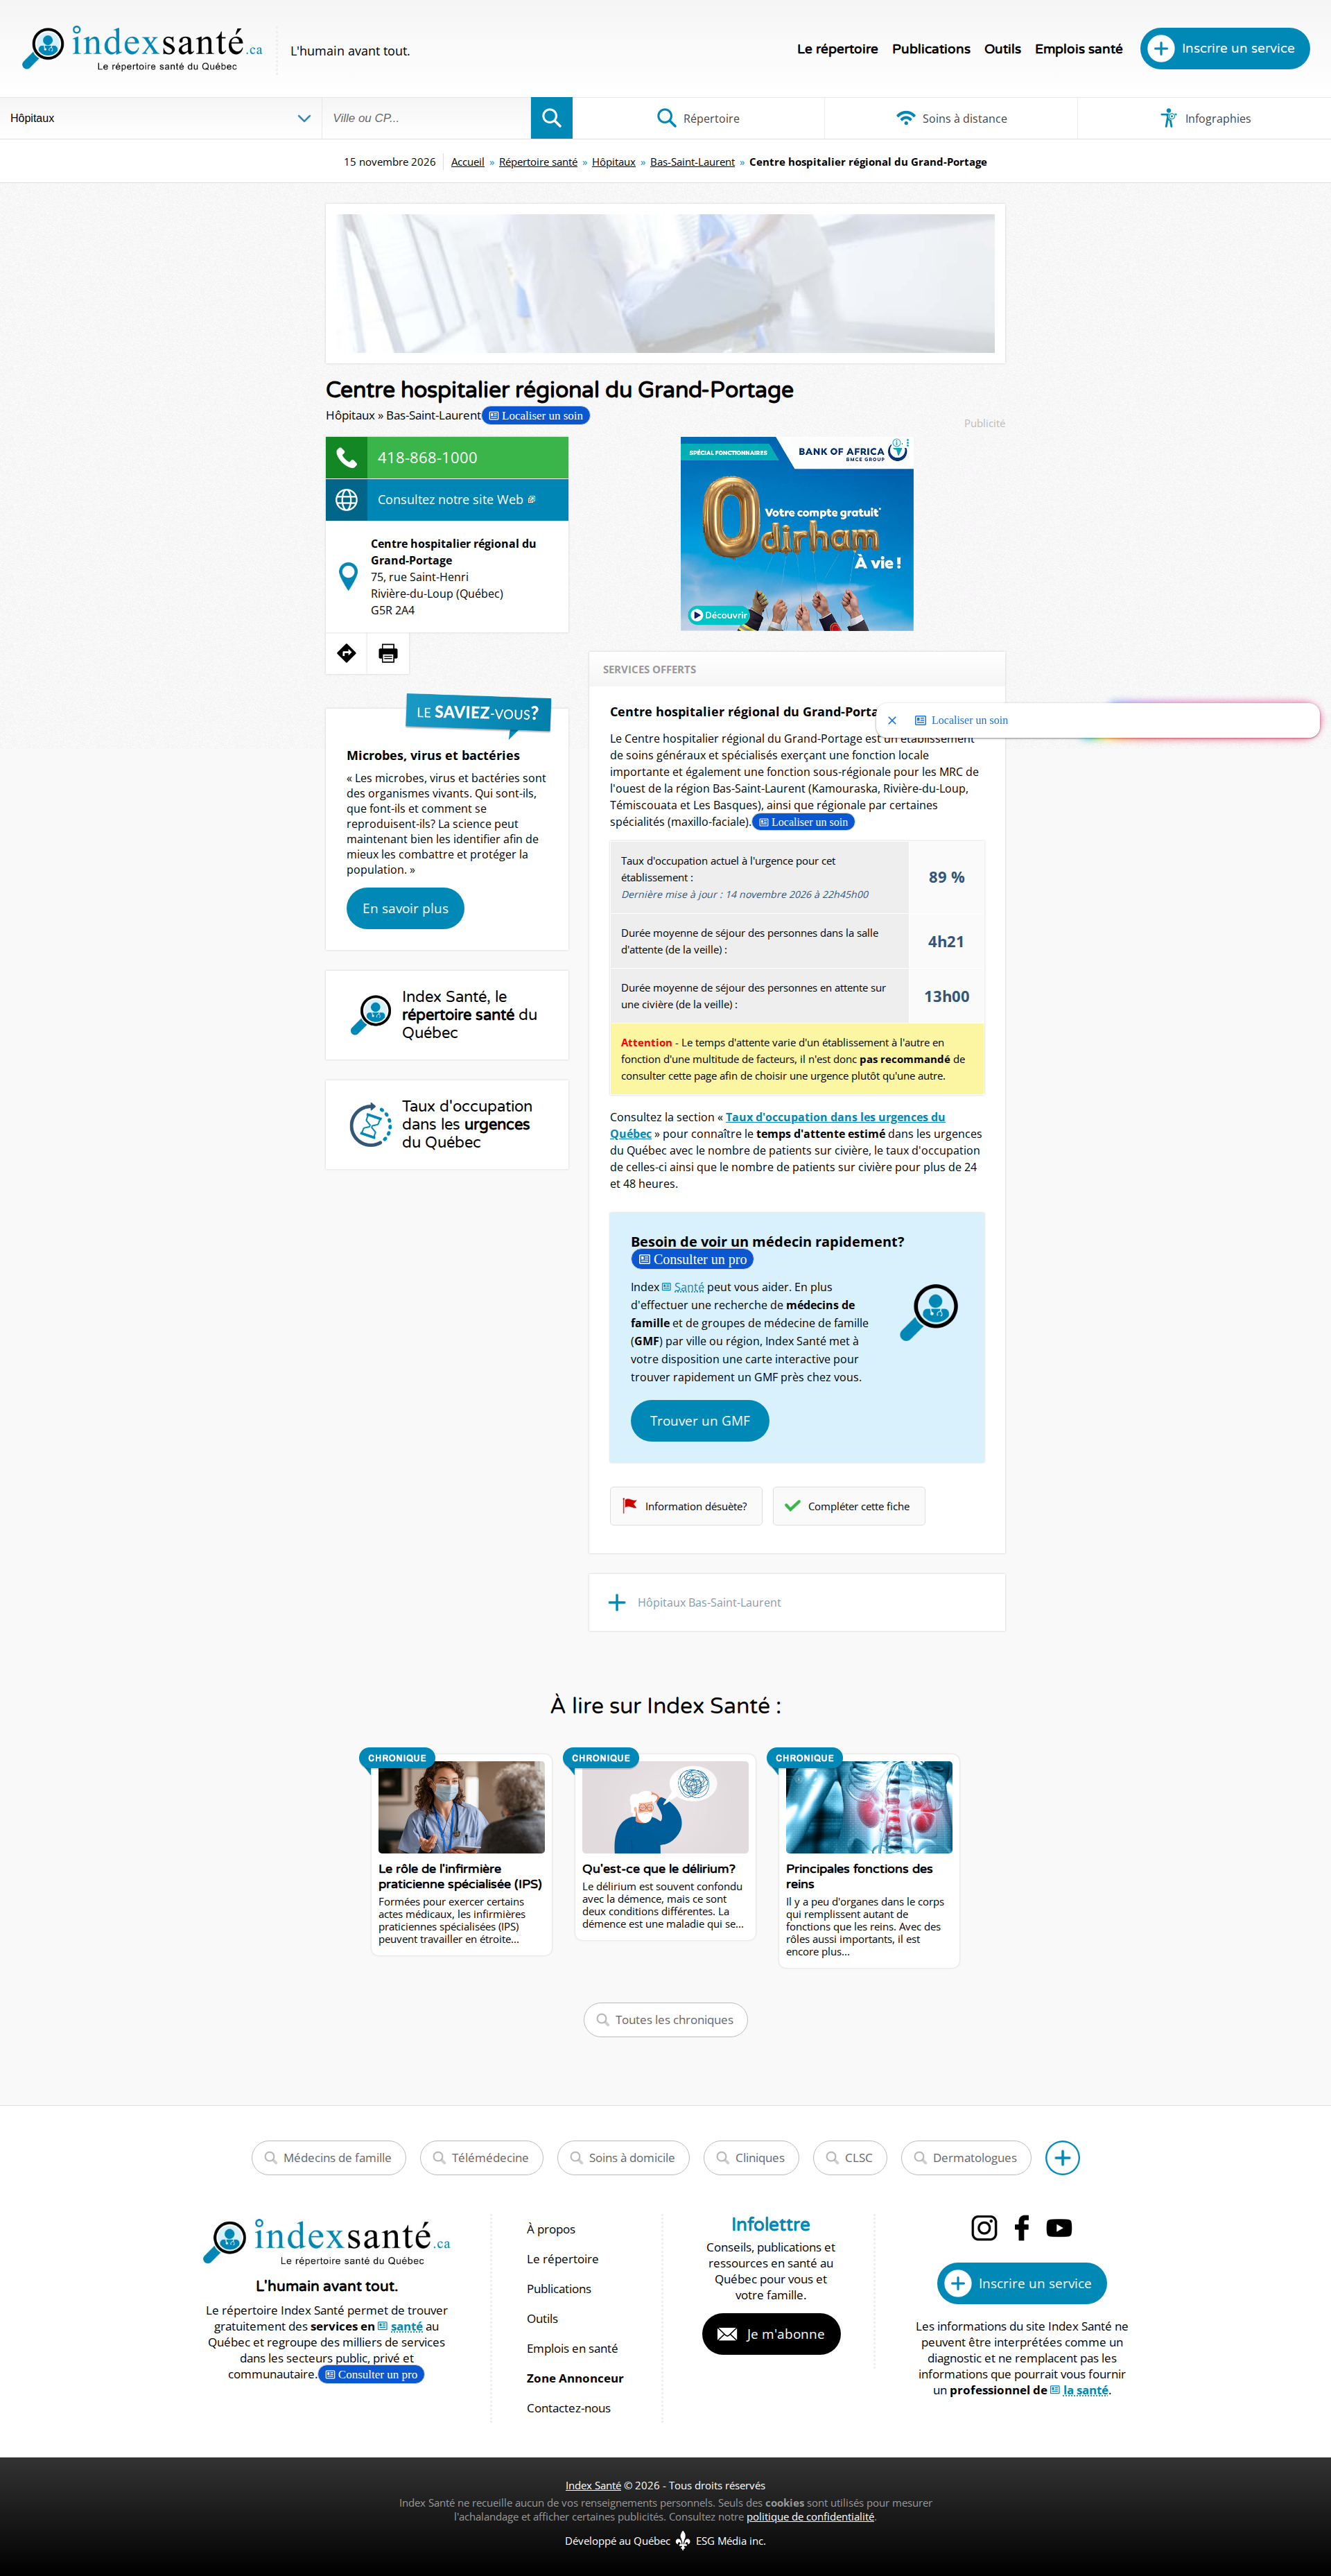 indexsanté.ca
Le répertoire santé du Québec
L'humain avant tout.
Le répertoire
Publications
Outils
Emplois santé
Inscrire un service
Hôpitaux
Ville ou CP...
Répertoire
Soins à distance
Infographies
15 novembre 2026
Accueil » Répertoire santé » Hôpitaux » Bas-Saint-Laurent » Centre hospitalier régional du Grand-Portage
Centre hospitalier régional du Grand-Portage
Hôpitaux » Bas-Saint-Laurent Localiser un soin
Publicité
418-868-1000
Consultez notre site Web
Centre hospitalier régional du
Grand-Portage
75, rue Saint-Henri
Rivière-du-Loup (Québec)
G5R 2A4
SPÉCIAL FONCTIONNAIRES
BANK OF AFRICA
BMCE GROUP
Votre compte gratuit*
0 dirham
À vie !
Découvrir
LE SAVIEZ-VOUS?
Microbes, virus et bactéries
« Les microbes, virus et bactéries sont
des organismes vivants. Qui sont-ils,
que font-ils et comment se
reproduisent-ils? La science peut
maintenant bien les identifier afin de
mieux les combattre et protéger la
population. »
En savoir plus
Index Santé, le
répertoire santé du
Québec
Taux d'occupation
dans les urgences
du Québec
SERVICES OFFERTS
Centre hospitalier régional du Grand-Porta
Localiser un soin
Le Centre hospitalier régional du Grand-Portage est un établissement
de soins généraux et spécialisés exerçant une fonction locale
importante et également une fonction sous-régionale pour les MRC de
l'ouest de la région Bas-Saint-Laurent (Kamouraska, Rivière-du-Loup,
Témiscouata et Les Basques), ainsi que régionale par certaines
spécialités (maxillo-faciale). Localiser un soin
Taux d'occupation actuel à l'urgence pour cet
établissement :
Dernière mise à jour : 14 novembre 2026 à 22h45h00
89 %
Durée moyenne de séjour des personnes dans la salle
d'attente (de la veille) :
4h21
Durée moyenne de séjour des personnes en attente sur
une civière (de la veille) :
13h00
Attention - Le temps d'attente varie d'un établissement à l'autre en
fonction d'une multitude de facteurs, il n'est donc pas recommandé de
consulter cette page afin de choisir une urgence plutôt qu'une autre.
Consultez la section « Taux d'occupation dans les urgences du
Québec » pour connaître le temps d'attente estimé dans les urgences
du Québec avec le nombre de patients sur civière, le taux d'occupation
de celles-ci ainsi que le nombre de patients sur civière pour plus de 24
et 48 heures.
Besoin de voir un médecin rapidement?
Consulter un pro
Index Santé peut vous aider. En plus
d'effectuer une recherche de médecins de
famille et de groupes de médecine de famille
(GMF) par ville ou région, Index Santé met à
votre disposition une carte interactive pour
trouver rapidement un GMF près chez vous.
Trouver un GMF
Information désuète?
Compléter cette fiche
Hôpitaux Bas-Saint-Laurent
À lire sur Index Santé :
CHRONIQUE
Le rôle de l'infirmière
praticienne spécialisée (IPS)
Formées pour exercer certains
actes médicaux, les infirmières
praticiennes spécialisées (IPS)
peuvent travailler en étroite...
CHRONIQUE
Qu'est-ce que le délirium?
Le délirium est souvent confondu
avec la démence, mais ce sont
deux conditions différentes. La
démence est une maladie qui se...
CHRONIQUE
Principales fonctions des
reins
Il y a peu d'organes dans le corps
qui remplissent autant de
fonctions que les reins. Avec des
rôles aussi importants, il est
encore plus...
Toutes les chroniques
Médecins de famille
Télémédecine
Soins à domicile
Cliniques
CLSC
Dermatologues
indexsanté.ca
Le répertoire santé du Québec
L'humain avant tout.
Le répertoire Index Santé permet de trouver
gratuitement des services en santé au
Québec et regroupe des milliers de services
dans les secteurs public, privé et
communautaire. Consulter un pro
À propos
Le répertoire
Publications
Outils
Emplois en santé
Zone Annonceur
Contactez-nous
Infolettre
Conseils, publications et
ressources en santé au
Québec pour vous et
votre famille.
Je m'abonne
Inscrire un service
Les informations du site Index Santé ne
peuvent être interprétées comme un
diagnostic et ne remplacent pas les
informations que pourrait vous fournir
un professionnel de la santé.
Index Santé © 2026 - Tous droits réservés
Index Santé ne recueille aucun de vos renseignements personnels. Seuls des cookies sont utilisés pour mesurer
l'achalandage et afficher certaines publicités. Consultez notre politique de confidentialité.
Développé au Québec ESG Média inc.